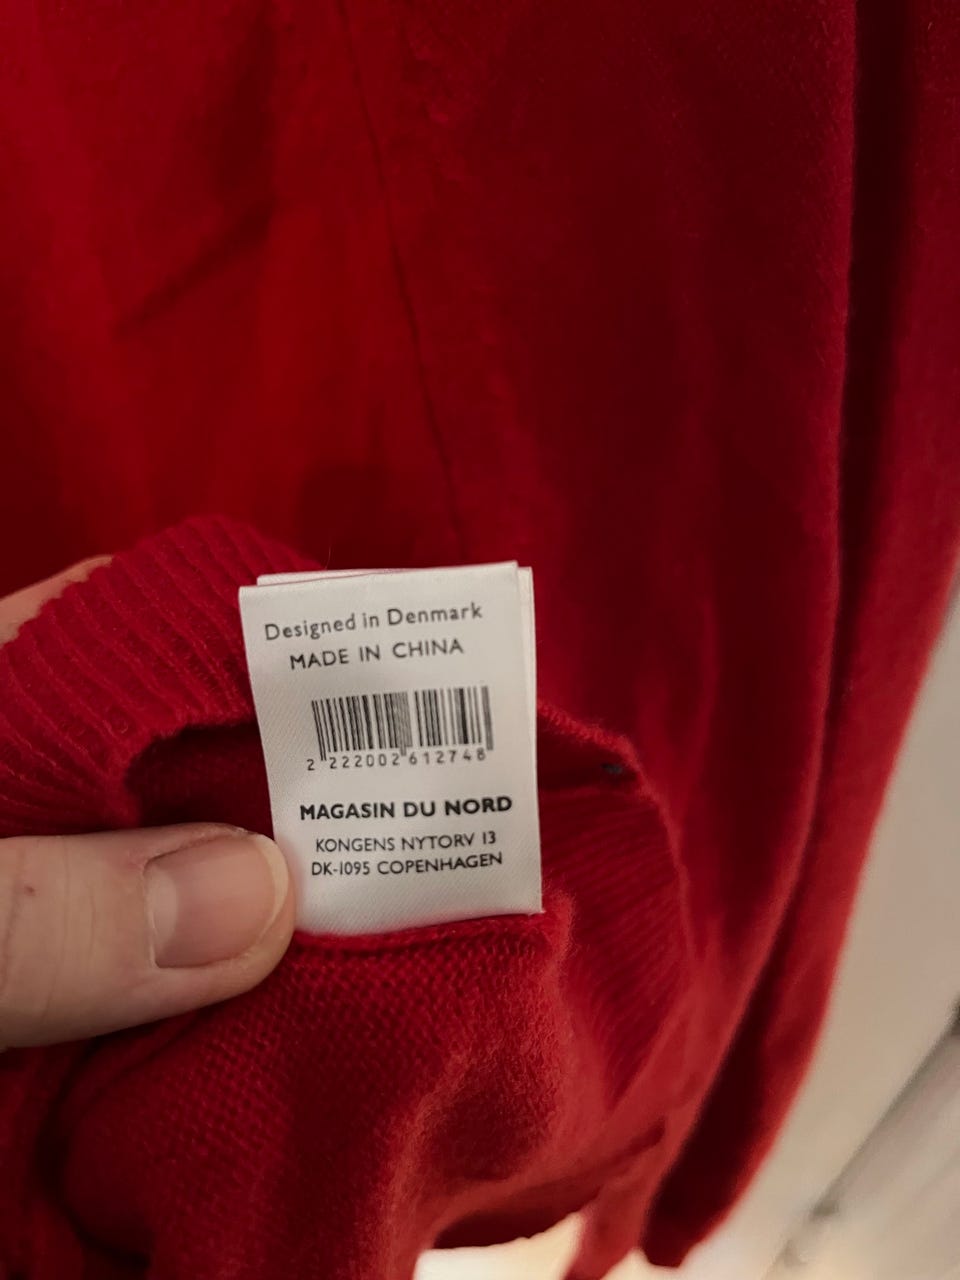 Designed in Denmark
MADE IN CHINA
2 222002 612748
MAGASIN DU NORD
KONGENS NYTORV 13
DK-1095 COPENHAGEN